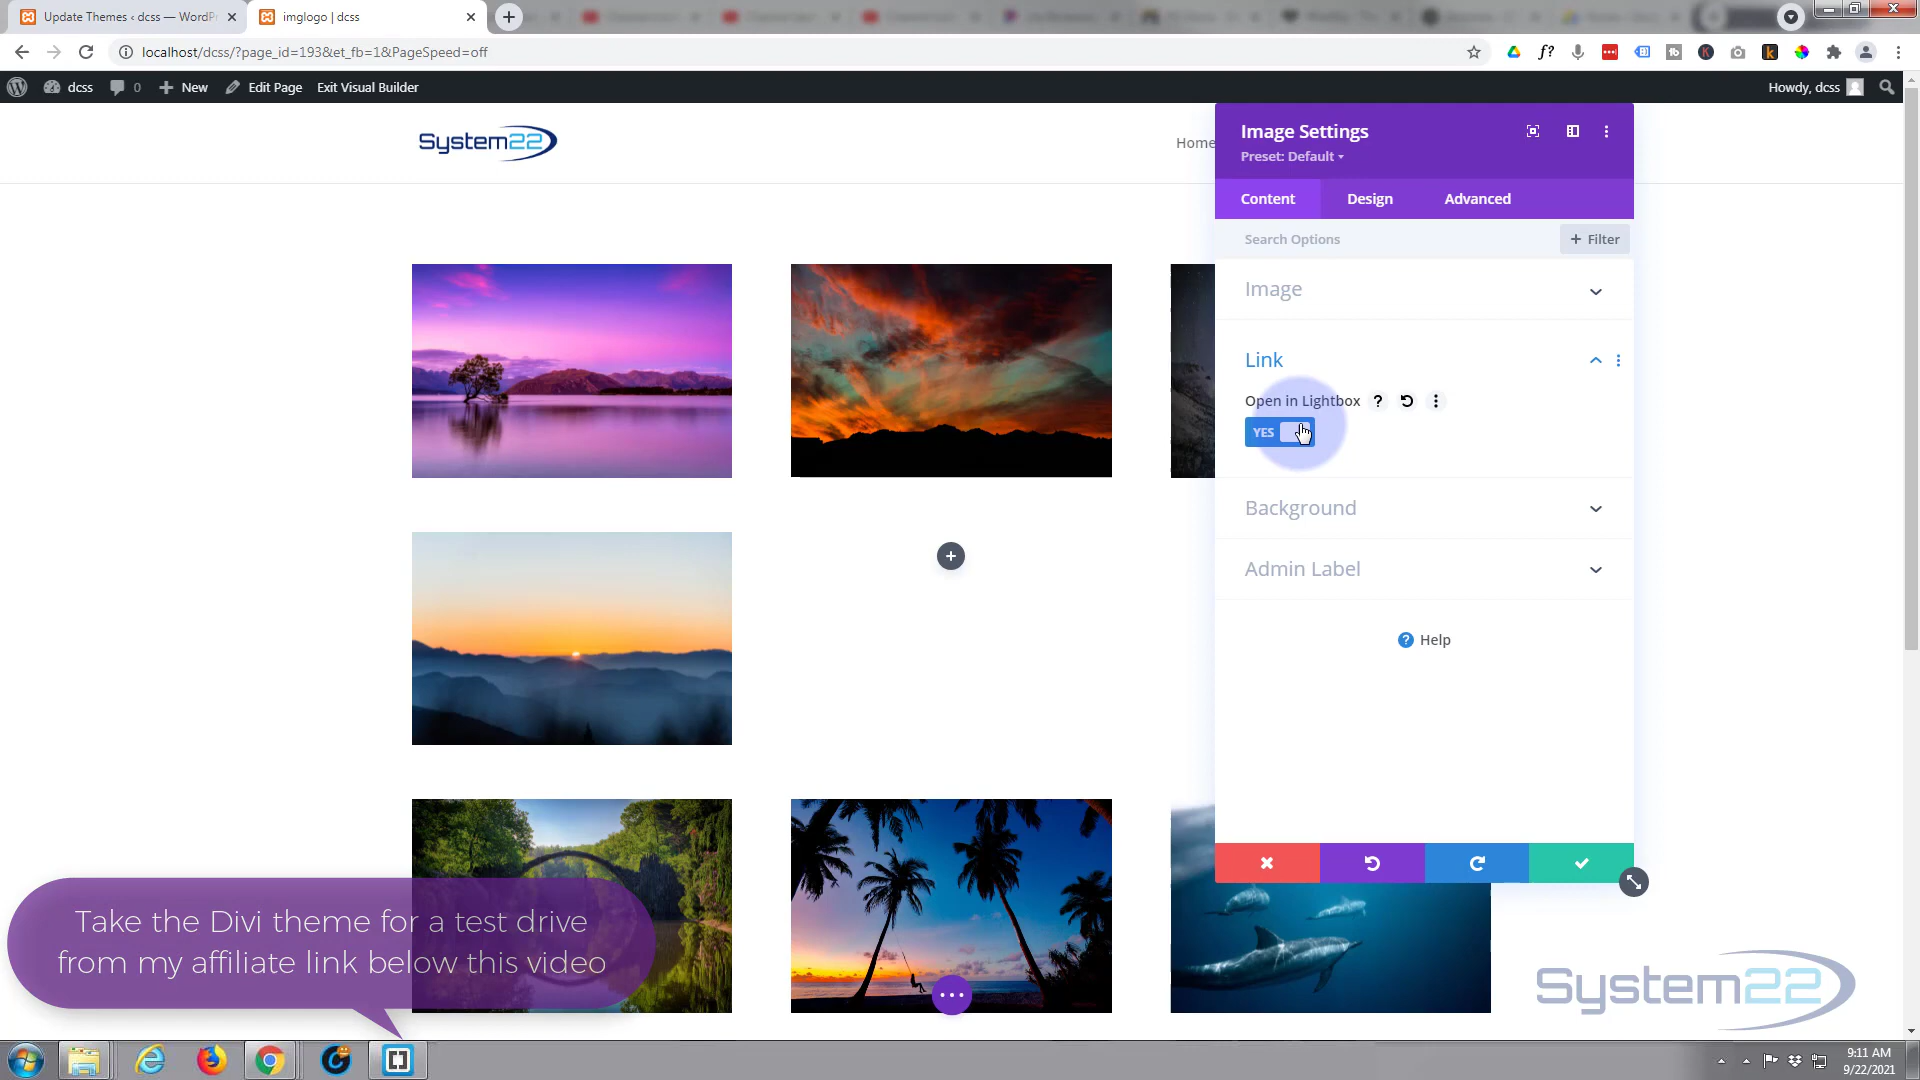 Update Themes ‹ dcss — WordPr
imglogo | dcss
localhost/dcss/?page_id=193&et_fb=1&PageSpeed=off
dcss
0
New
Edit Page
Exit Visual Builder
Howdy, dcss
System22
Home
Image Settings
Preset: Default
Content
Design
Advanced
Search Options
+ Filter
Image
Link
Open in Lightbox
YES
Background
Admin Label
Help
Take the Divi theme for a test drive
from my affiliate link below this video
System22
9:11 AM
9/22/2021